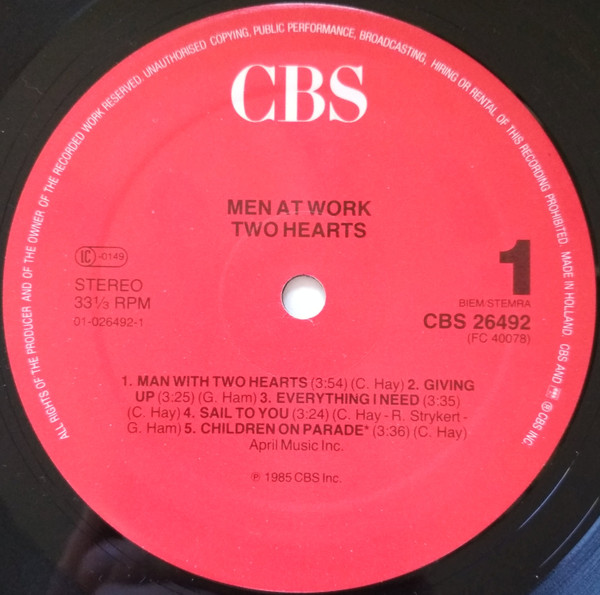 ALL RIGHTS OF THE PRODUCER AND OF THE OWNER OF THE RECORDED WORK RESERVED. UNAUTHORISED COPYING, PUBLIC PERFORMANCE, BROADCASTING, HIRING OR RENTAL OF THIS RECORDING PROHIBITED. MADE IN HOLLAND. CBS AND ℗ CBS INC.
CBS
MEN AT WORK
TWO HEARTS
IC -0149
STEREO
33⅓ RPM
01-026492-1
1
BIEM/STEMRA
CBS 26492
(FC 40078)
1. MAN WITH TWO HEARTS (3:54) (C. Hay) 2. GIVING
UP (3:25) (G. Ham) 3. EVERYTHING I NEED (3:35)
(C. Hay) 4. SAIL TO YOU (3:24) (C. Hay - R. Strykert -
G. Ham) 5. CHILDREN ON PARADE* (3:36) (C. Hay)
April Music Inc.
℗ 1985 CBS Inc.